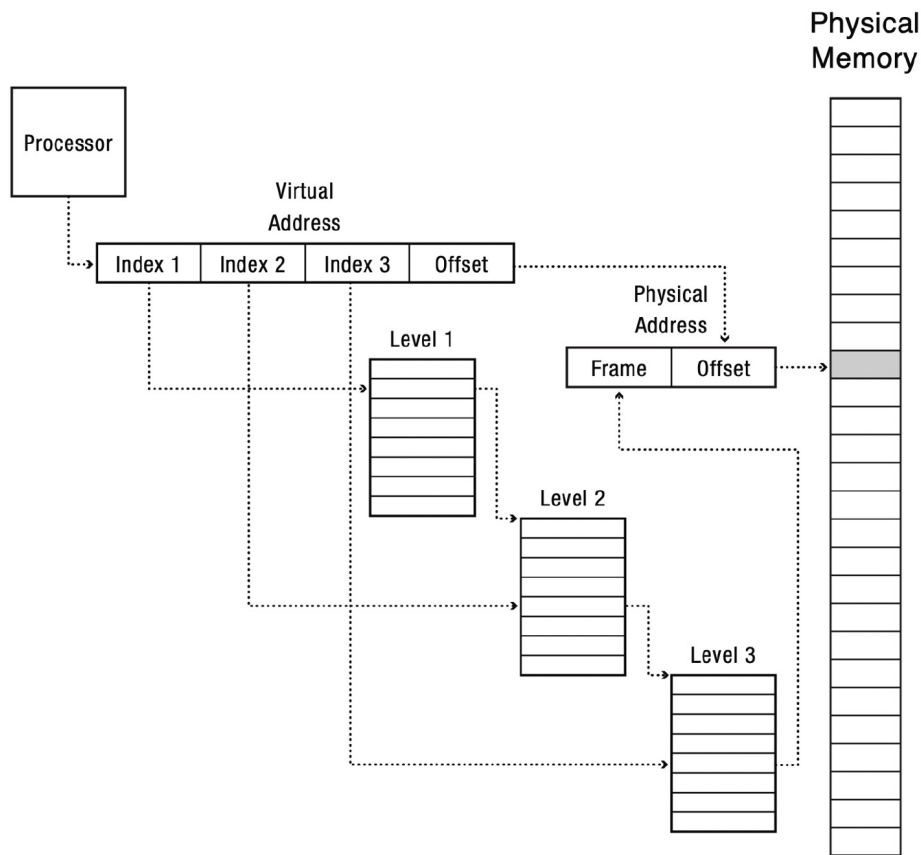 Physical
Memory
Processor
Virtual
Address
Index 1 Index 2 Index 3 Offset
Physical
Address
Level 1
Frame Offset
Level 2
Level 3